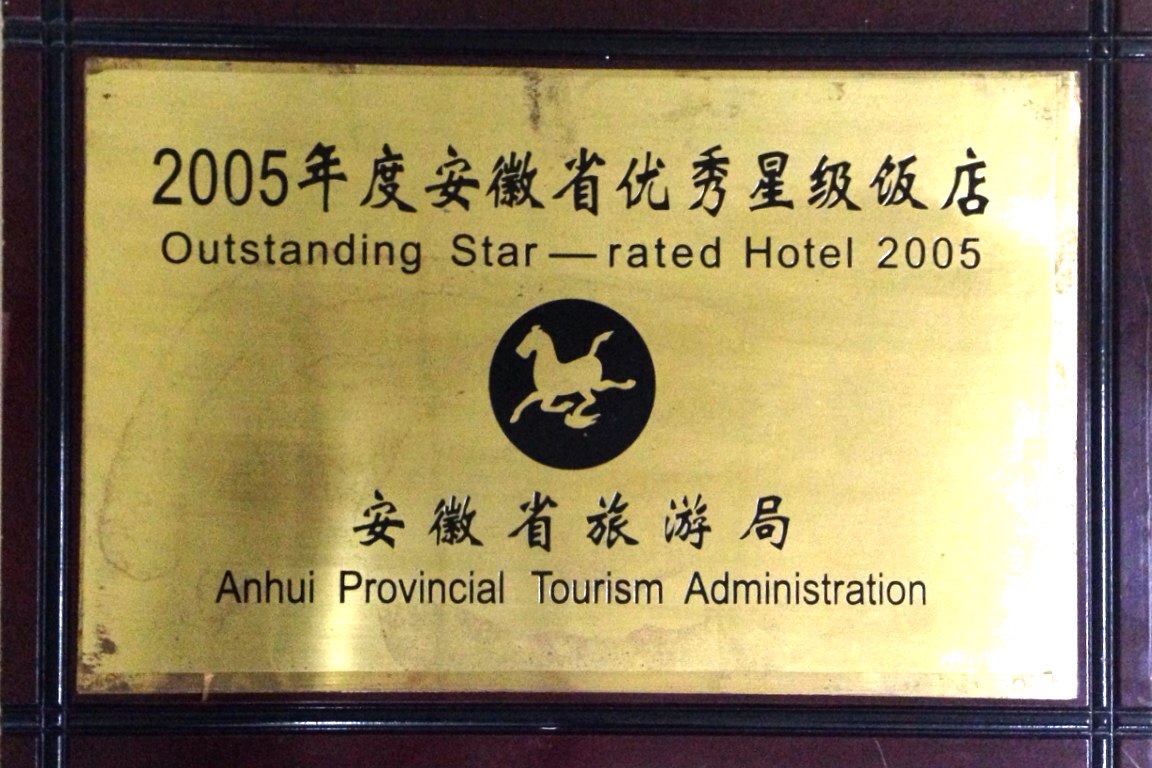 2005年度安徽省优秀星级饭店
Outstanding Star—rated Hotel 2005
安徽省旅游局
Anhui Provincial Tourism Administration